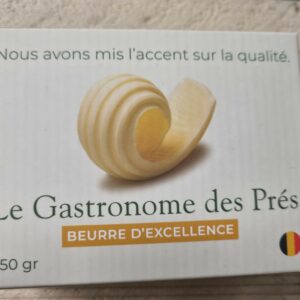 Nous avons mis l'accent sur la qualité.
Le Gastronome des Prés
BEURRE D'EXCELLENCE
50 gr